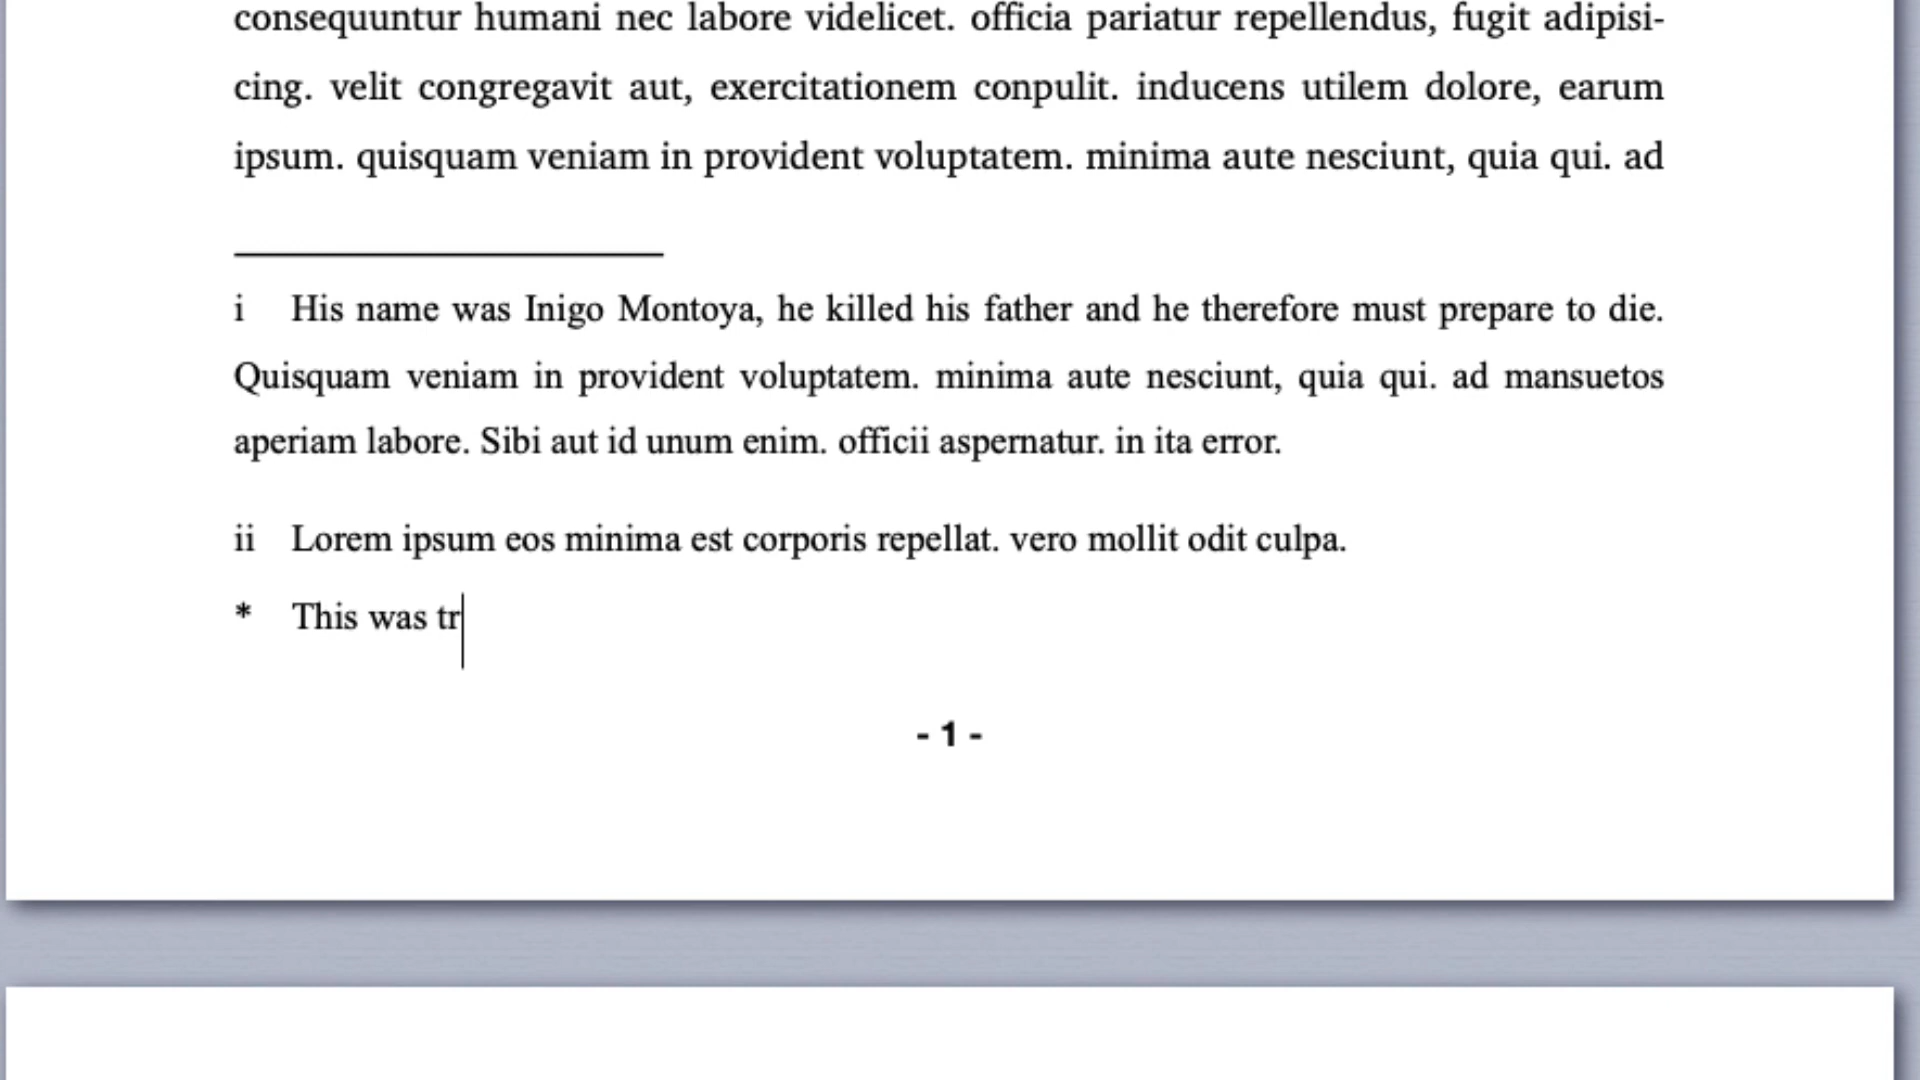 consequuntur humani nec labore videlicet. officia pariatur repellendus, fugit adipisi-
cing. velit congregavit aut, exercitationem conpulit. inducens utilem dolore, earum
ipsum. quisquam veniam in provident voluptatem. minima aute nesciunt, quia qui. ad
i His name was Inigo Montoya, he killed his father and he therefore must prepare to die.
Quisquam veniam in provident voluptatem. minima aute nesciunt, quia qui. ad mansuetos
aperiam labore. Sibi aut id unum enim. officii aspernatur. in ita error.
ii Lorem ipsum eos minima est corporis repellat. vero mollit odit culpa.
* This was tr
- 1 -